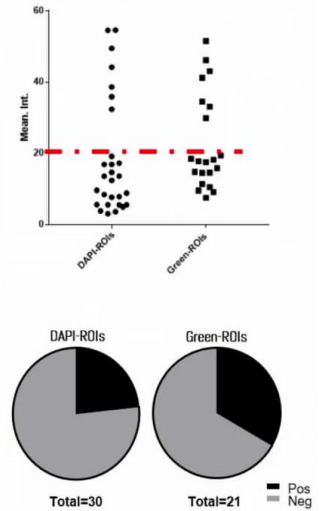 60
40
20
0
Mean. Int.
DAPI-ROIs
Green-ROIs
DAPI-ROIs
Green-ROIs
Total=30
Total=21
Pos
Neg